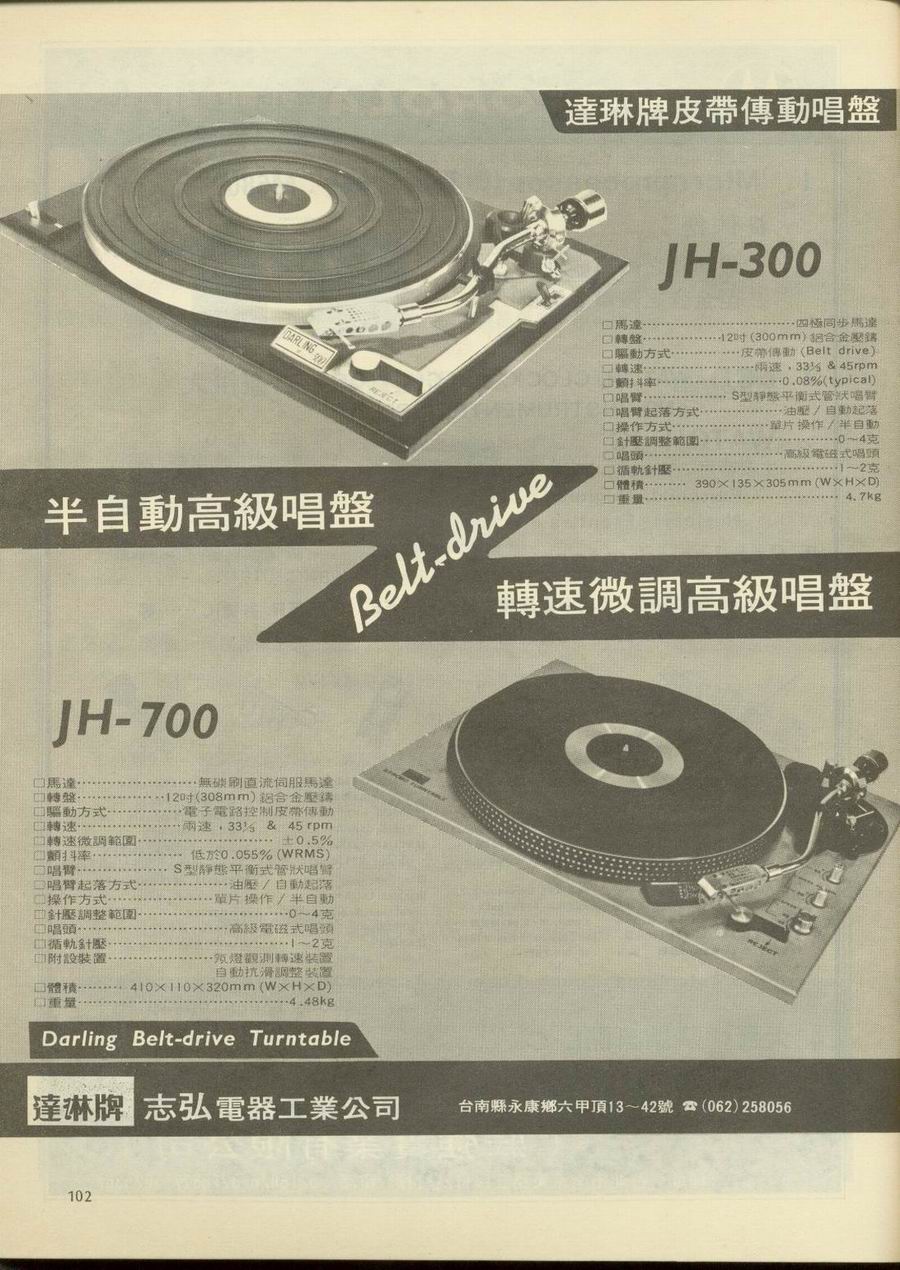 達琳牌皮帶傳動唱盤
JH-300
□馬達⋯⋯四極同步馬達
□轉盤⋯⋯12吋(300mm)鋁合金壓鑄
□驅動方式⋯⋯皮帶傳動(Belt drive)
□轉速⋯⋯兩速，33⅓ & 45rpm
□顫抖率⋯⋯0.08%(typical)
□唱臂⋯⋯S型靜態平衡式管狀唱臂
□唱臂起落方式⋯⋯油壓/自動起落
□操作方式⋯⋯單片操作/半自動
□針壓調整範圍⋯⋯0～4克
□唱頭⋯⋯高級電磁式唱頭
□循軌針壓⋯⋯1～2克
□體積⋯⋯390×135×305mm(W×H×D)
□重量⋯⋯4.7kg
DARLING
REJECT
半自動高級唱盤
Belt-drive
轉速微調高級唱盤
JH-700
□馬達⋯⋯無碳刷直流伺服馬達
□轉盤⋯⋯12吋(308mm)鋁合金壓鑄
□驅動方式⋯⋯電子電路控制皮帶傳動
□轉速⋯⋯兩速，33⅓ & 45rpm
□轉速微調範圍⋯⋯±0.5%
□顫抖率⋯⋯低於0.055%(WRMS)
□唱臂⋯⋯S型靜態平衡式管狀唱臂
□唱臂起落方式⋯⋯油壓/自動起落
□操作方式⋯⋯單片操作/半自動
□針壓調整範圍⋯⋯0～4克
□唱頭⋯⋯高級電磁式唱頭
□循軌針壓⋯⋯1～2克
□附設裝置⋯⋯氖燈觀測轉速裝置
自動抗滑調整裝置
□體積⋯⋯410×110×320mm(W×H×D)
□重量⋯⋯4.48kg
REJECT
Darling Belt-drive Turntable
達琳牌 志弘電器工業公司 台南縣永康鄉六甲頂13～42號 ☎(062)258056
102